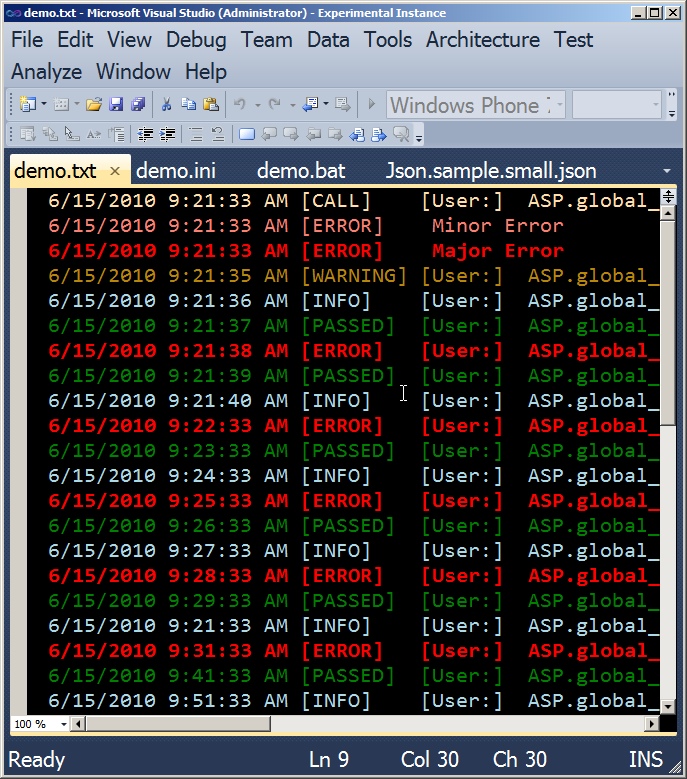 demo.txt - Microsoft Visual Studio (Administrator) - Experimental Instance
File Edit View Debug Team Data Tools Architecture Test
Analyze Window Help
Windows Phone
demo.txt × demo.ini demo.bat Json.sample.small.json
6/15/2010 9:21:33 AM [CALL] [User:] ASP.global_
6/15/2010 9:21:33 AM [ERROR] Minor Error
6/15/2010 9:21:33 AM [ERROR] Major Error
6/15/2010 9:21:35 AM [WARNING] [User:] ASP.global_
6/15/2010 9:21:36 AM [INFO] [User:] ASP.global_
6/15/2010 9:21:37 AM [PASSED] [User:] ASP.global_
6/15/2010 9:21:38 AM [ERROR] [User:] ASP.global_
6/15/2010 9:21:39 AM [PASSED] [User:] ASP.global_
6/15/2010 9:21:40 AM [INFO] [User:] ASP.global_
6/15/2010 9:22:33 AM [ERROR] [User:] ASP.global_
6/15/2010 9:23:33 AM [PASSED] [User:] ASP.global_
6/15/2010 9:24:33 AM [INFO] [User:] ASP.global_
6/15/2010 9:25:33 AM [ERROR] [User:] ASP.global_
6/15/2010 9:26:33 AM [PASSED] [User:] ASP.global_
6/15/2010 9:27:33 AM [INFO] [User:] ASP.global_
6/15/2010 9:28:33 AM [ERROR] [User:] ASP.global_
6/15/2010 9:29:33 AM [PASSED] [User:] ASP.global_
6/15/2010 9:21:33 AM [INFO] [User:] ASP.global_
6/15/2010 9:31:33 AM [ERROR] [User:] ASP.global_
6/15/2010 9:41:33 AM [PASSED] [User:] ASP.global_
6/15/2010 9:51:33 AM [INFO] [User:] ASP.global_
100 %
Ready Ln 9 Col 30 Ch 30 INS